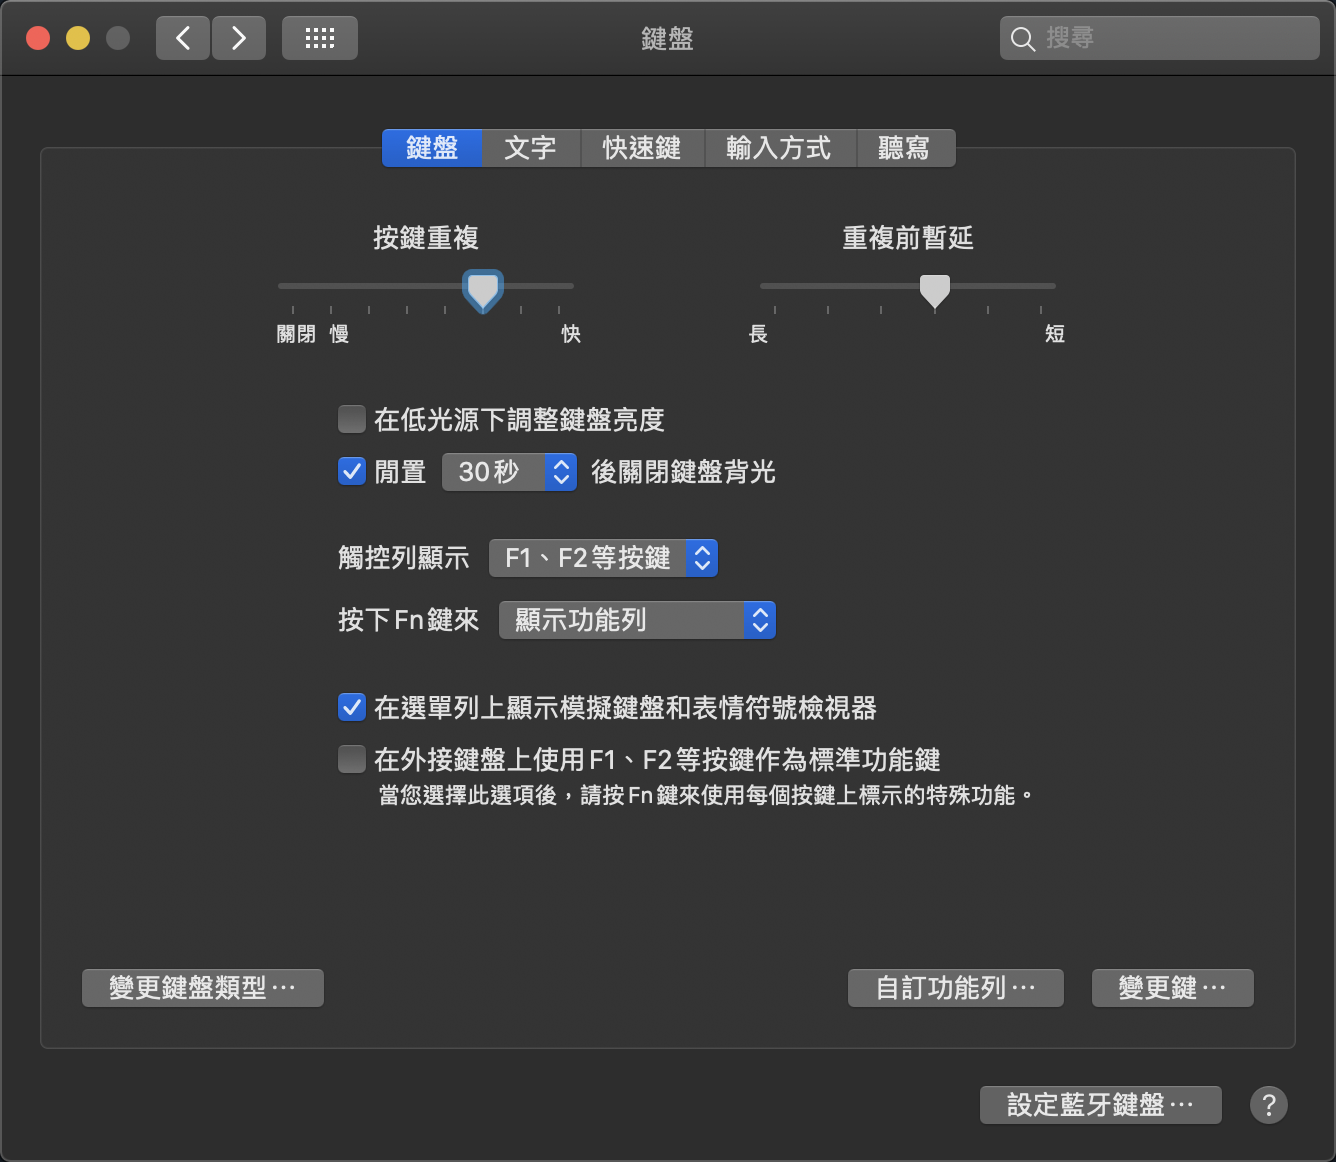 鍵盤
搜尋
鍵盤 文字 快速鍵 輸入方式 聽寫
按鍵重複 重複前暫延
關閉 慢 快 長 短
在低光源下調整鍵盤亮度
閒置 30秒 後關閉鍵盤背光
觸控列顯示 F1、F2等按鍵
按下Fn鍵來 顯示功能列
在選單列上顯示模擬鍵盤和表情符號檢視器
在外接鍵盤上使用F1、F2等按鍵作為標準功能鍵
當您選擇此選項後，請按Fn鍵來使用每個按鍵上標示的特殊功能。
變更鍵盤類型⋯ 自訂功能列⋯ 變更鍵⋯
設定藍牙鍵盤⋯ ?